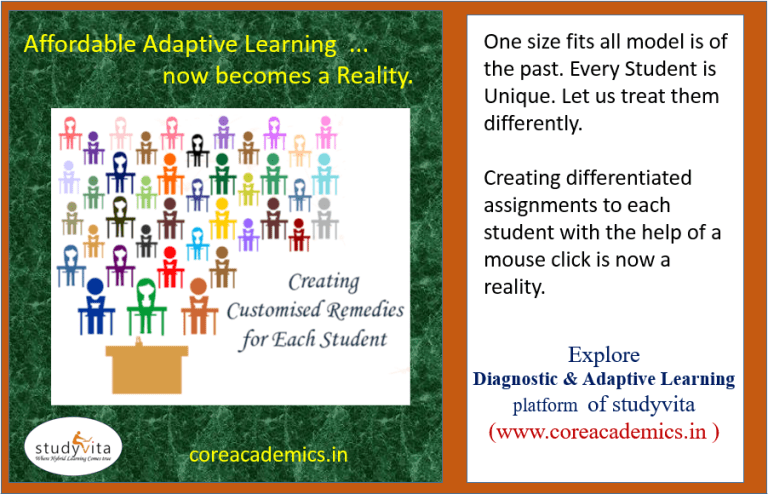 Affordable Adaptive Learning ...
now becomes a Reality.
Creating
Customised Remedies
for Each Student
studyvita
Where Hybrid Learning Comes true
coreacademics.in
One size fits all model is of
the past. Every Student is
Unique. Let us treat them
differently.
Creating differentiated
assignments to each
student with the help of a
mouse click is now a
reality.
Explore
Diagnostic & Adaptive Learning
platform of studyvita
(www.coreacademics.in )